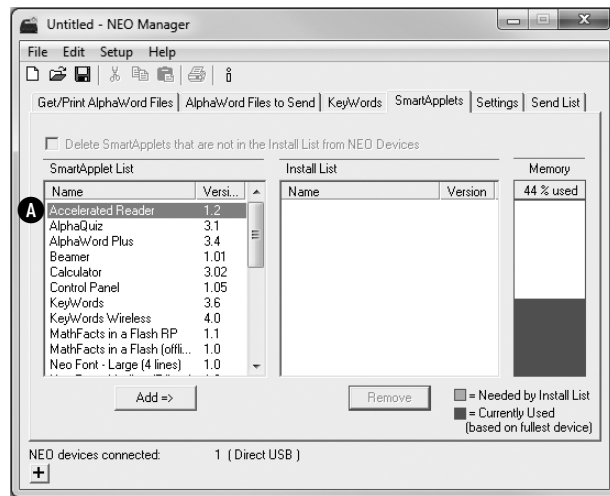 Untitled - NEO Manager
File Edit Setup Help
Get/Print AlphaWord Files AlphaWord Files to Send KeyWords SmartApplets Settings Send List
Delete SmartApplets that are not in the Install List from NEO Devices
SmartApplet List Install List Memory
Name Versi... Name Version 44 % used
A Accelerated Reader 1.2
AlphaQuiz 3.1
AlphaWord Plus 3.4
Beamer 1.01
Calculator 3.02
Control Panel 1.05
KeyWords 3.6
KeyWords Wireless 4.0
MathFacts in a Flash RP 1.1
MathFacts in a Flash (offli... 1.0
Neo Font - Large (4 lines) 1.0
Add => Remove = Needed by Install List
= Currently Used
(based on fullest device)
NEO devices connected: 1 ( Direct USB )